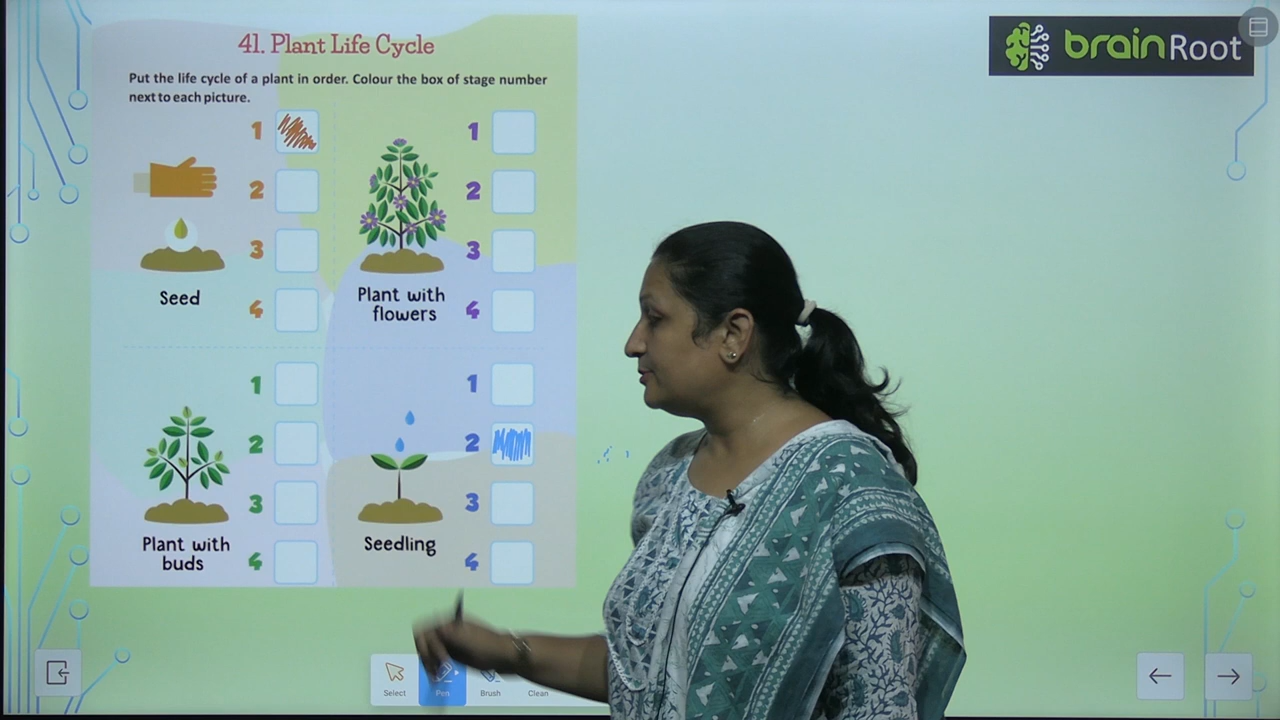 brainRoot
41. Plant Life Cycle
Put the life cycle of a plant in order. Colour the box of stage number
next to each picture.
1
2
3
4
Seed
1
2
3
4
Plant with
flowers
1
2
3
4
Plant with
buds
1
2
3
4
Seedling
Select
Pen
Brush
Clean